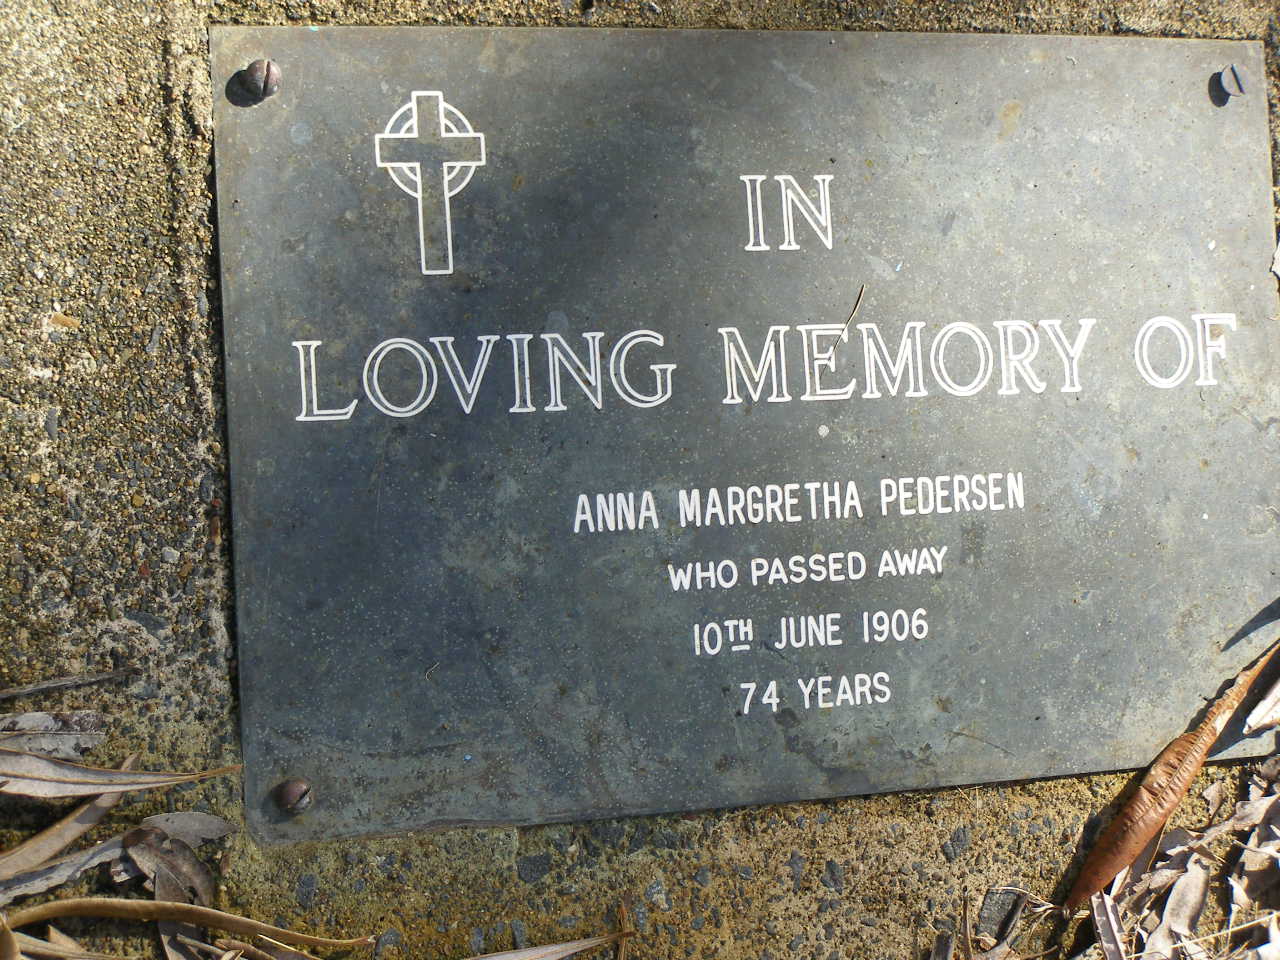 IN
LOVING MEMORY OF
ANNA MARGRETHA PEDERSEN
WHO PASSED AWAY
10TH JUNE 1906
74 YEARS